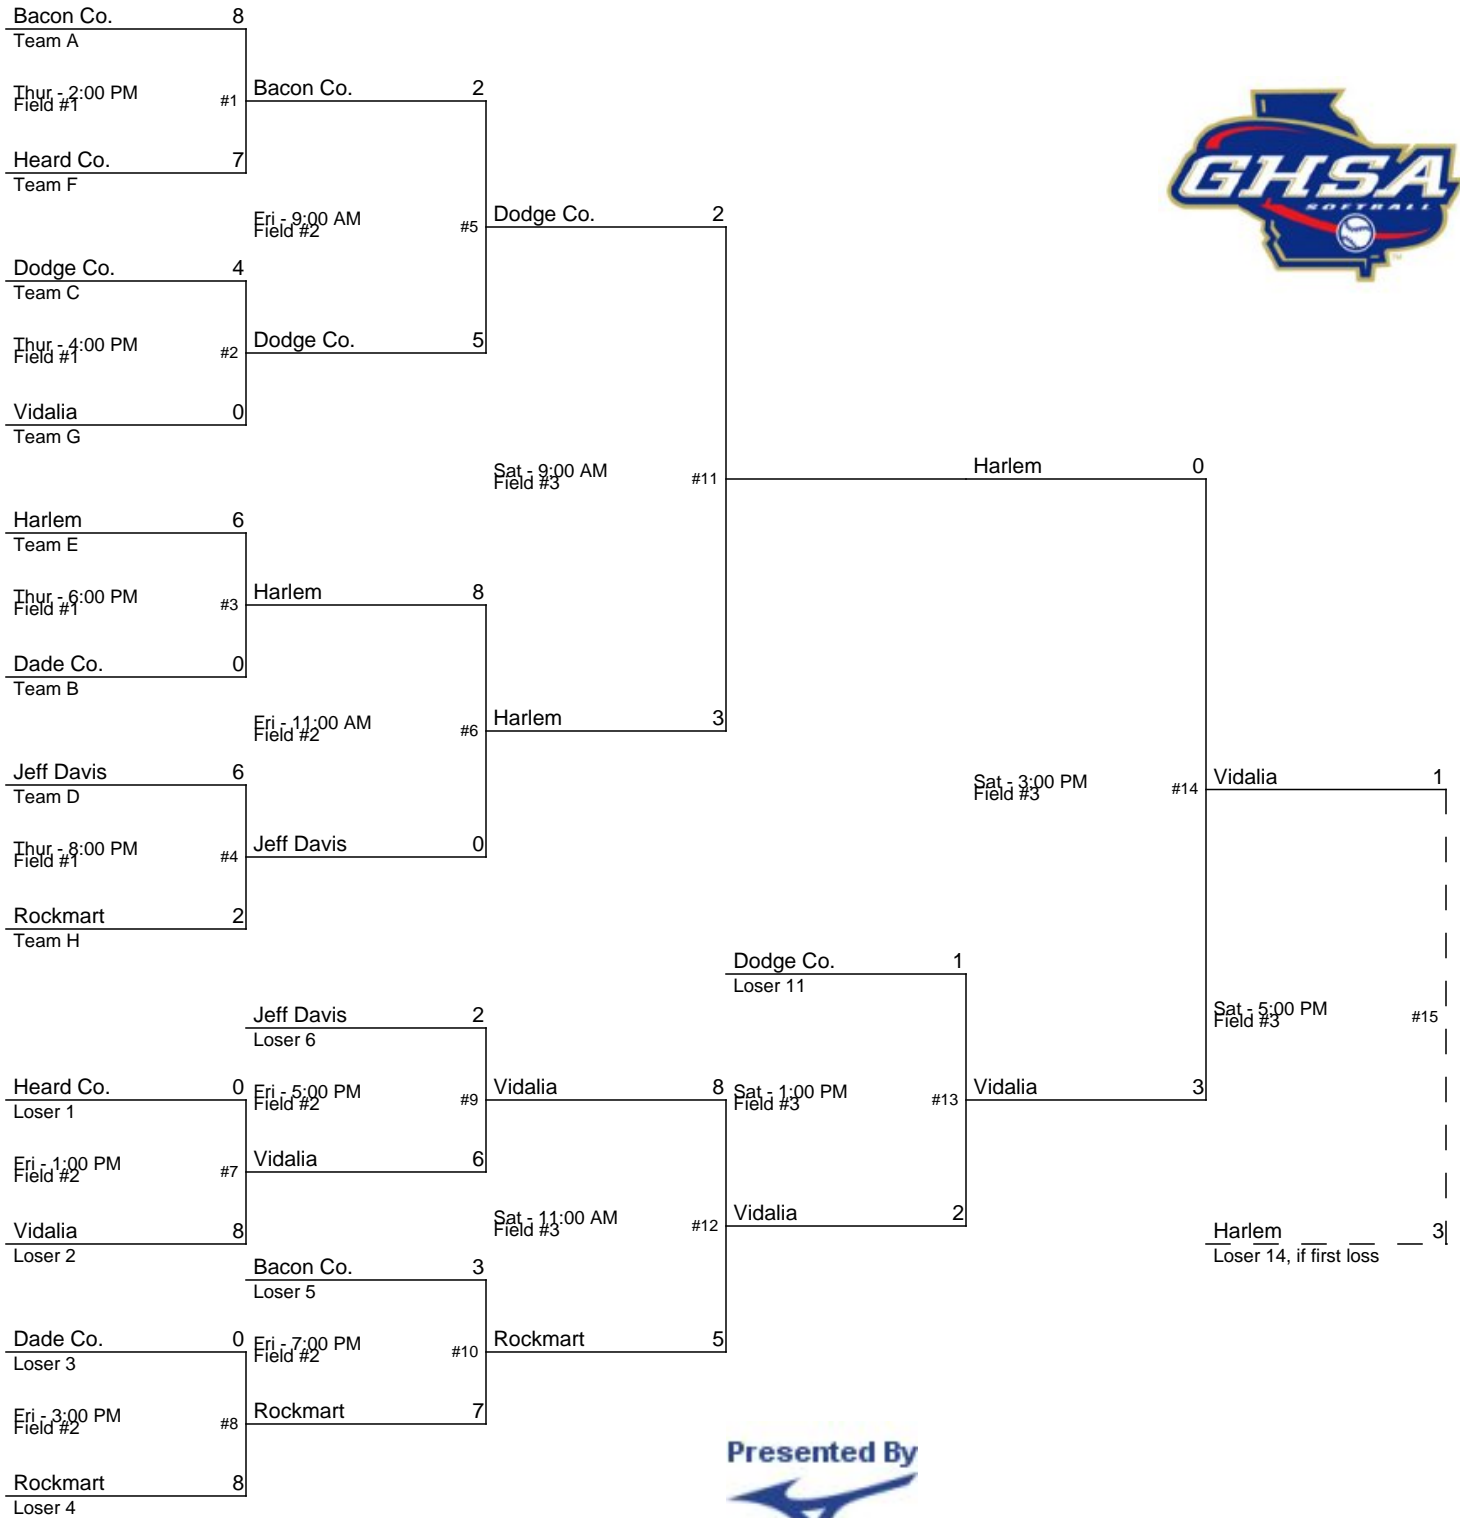 Bacon Co. 8
Team A
Thur - 2:00 PM
Field #1
#1
Heard Co. 7
Team F
Bacon Co. 2
Fri - 9:00 AM
Field #2
#5
Dodge Co. 4
Team C
Thur - 4:00 PM
Field #1
#2
Dodge Co. 5
Vidalia 0
Team G
Dodge Co. 2
Sat - 9:00 AM
Field #3
#11
Harlem 6
Team E
Thur - 6:00 PM
Field #1
#3
Harlem 8
Dade Co. 0
Team B
Fri - 11:00 AM
Field #2
#6
Harlem 3
Jeff Davis 6
Team D
Thur - 8:00 PM
Field #1
#4
Jeff Davis 0
Rockmart 2
Team H
Harlem 0
Sat - 3:00 PM
Field #3
#14
Vidalia 1
Sat - 5:00 PM
Field #3
#15
Harlem 3
Loser 14, if first loss
Dodge Co. 1
Loser 11
Sat - 1:00 PM
Field #3
#13
Vidalia 3
Jeff Davis 2
Loser 6
Fri - 5:00 PM
Field #2
#9
Vidalia 8
Heard Co. 0
Loser 1
Fri - 1:00 PM
Field #2
#7
Vidalia 6
Vidalia 8
Loser 2
Sat - 11:00 AM
Field #3
#12
Vidalia 2
Bacon Co. 3
Loser 5
Fri - 7:00 PM
Field #2
#10
Rockmart 5
Dade Co. 0
Loser 3
Fri - 3:00 PM
Field #2
#8
Rockmart 7
Rockmart 8
Loser 4
GHSA
SOFTBALL
TM
Presented By